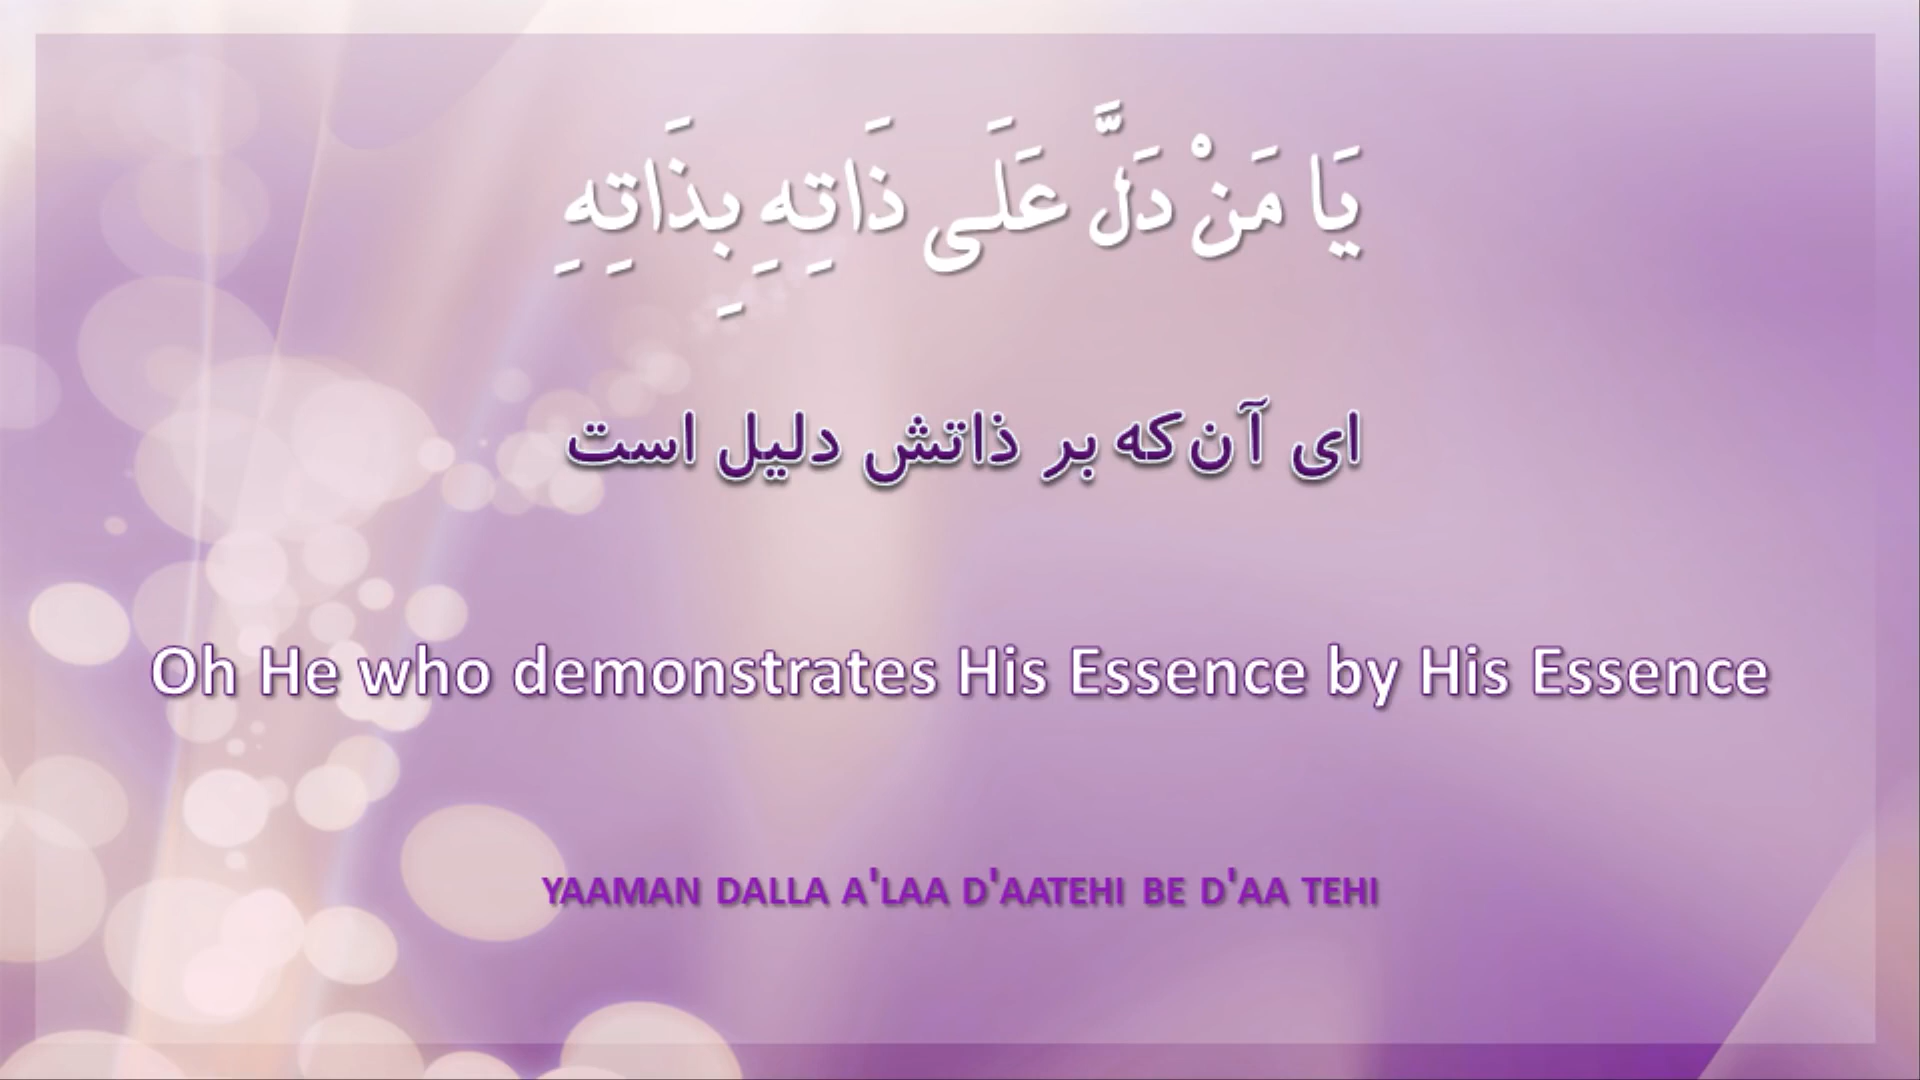 يَا مَنْ دَلَّ عَلَى ذَاتِهِ بِذَاتِهِ
ای آن‌که بر ذاتش دلیل است
Oh He who demonstrates His Essence by His Essence
YAAMAN DALLA A'LAA D'AATEHI BE D'AA TEHI